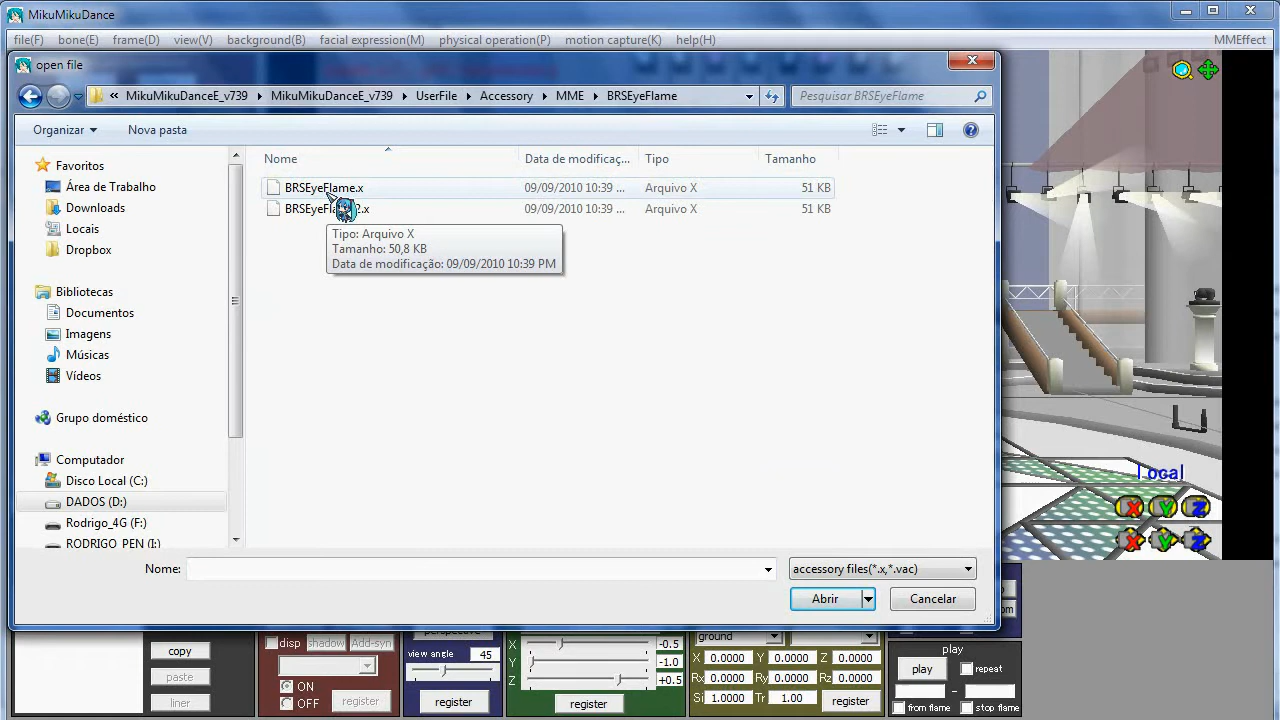 MikuMikuDance
file(F) bone(E) frame(D) view(V) background(B) facial expression(M) physical operation(P) motion capture(K) help(H) MMEffect
open file
MikuMikuDanceE_v739 MikuMikuDanceE_v739 UserFile Accessory MME BRSEyeFlame Pesquisar BRSEyeFlame
Organizar Nova pasta
Nome Data de modificaç... Tipo Tamanho
BRSEyeFlame.x 09/09/2010 10:39 ... Arquivo X 51 KB
09/09/2010 10:39 ... Arquivo X 51 KB
Tipo: Arquivo X
Tamanho: 50,8 KB
Data de modificação: 09/09/2010 10:39 PM
Favoritos
Área de Trabalho
Downloads
Locais
Dropbox
Bibliotecas
Documentos
Imagens
Músicas
Vídeos
Grupo doméstico
Computador
Disco Local (C:)
DADOS (D:)
Rodrigo_4G (F:)
RODRIGO_PEN (I:)
Nome: accessory files(*.x,*.vac)
Abrir Cancelar
Local
X Y Z
X Y Z
copy
paste
liner
disp shadow Add-syn
ON
OFF
register
perspective
view angle 45
register
X -0.5
Y -1.0
Z +0.5
register
ground
X 0.0000 Y 0.0000 Z 0.0000
Rx 0.0000 Ry 0.0000 Rz 0.0000
Si 1.0000 Tr 1.00 register
play
play repeat
-
from flame stop flame